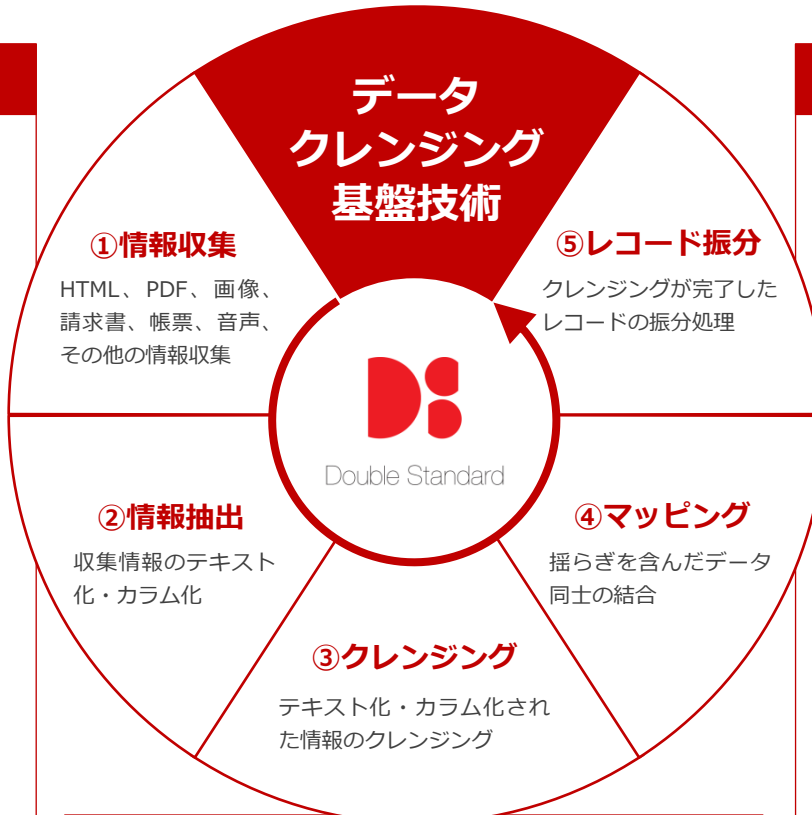 データ
クレンジング
基盤技術
①情報収集
HTML、PDF、画像、
請求書、帳票、音声、
その他の情報収集
②情報抽出
収集情報のテキスト
化・カラム化
③クレンジング
テキスト化・カラム化され
た情報のクレンジング
④マッピング
揺らぎを含んだデータ
同士の結合
⑤レコード振分
クレンジングが完了した
レコードの振分処理
Double Standard